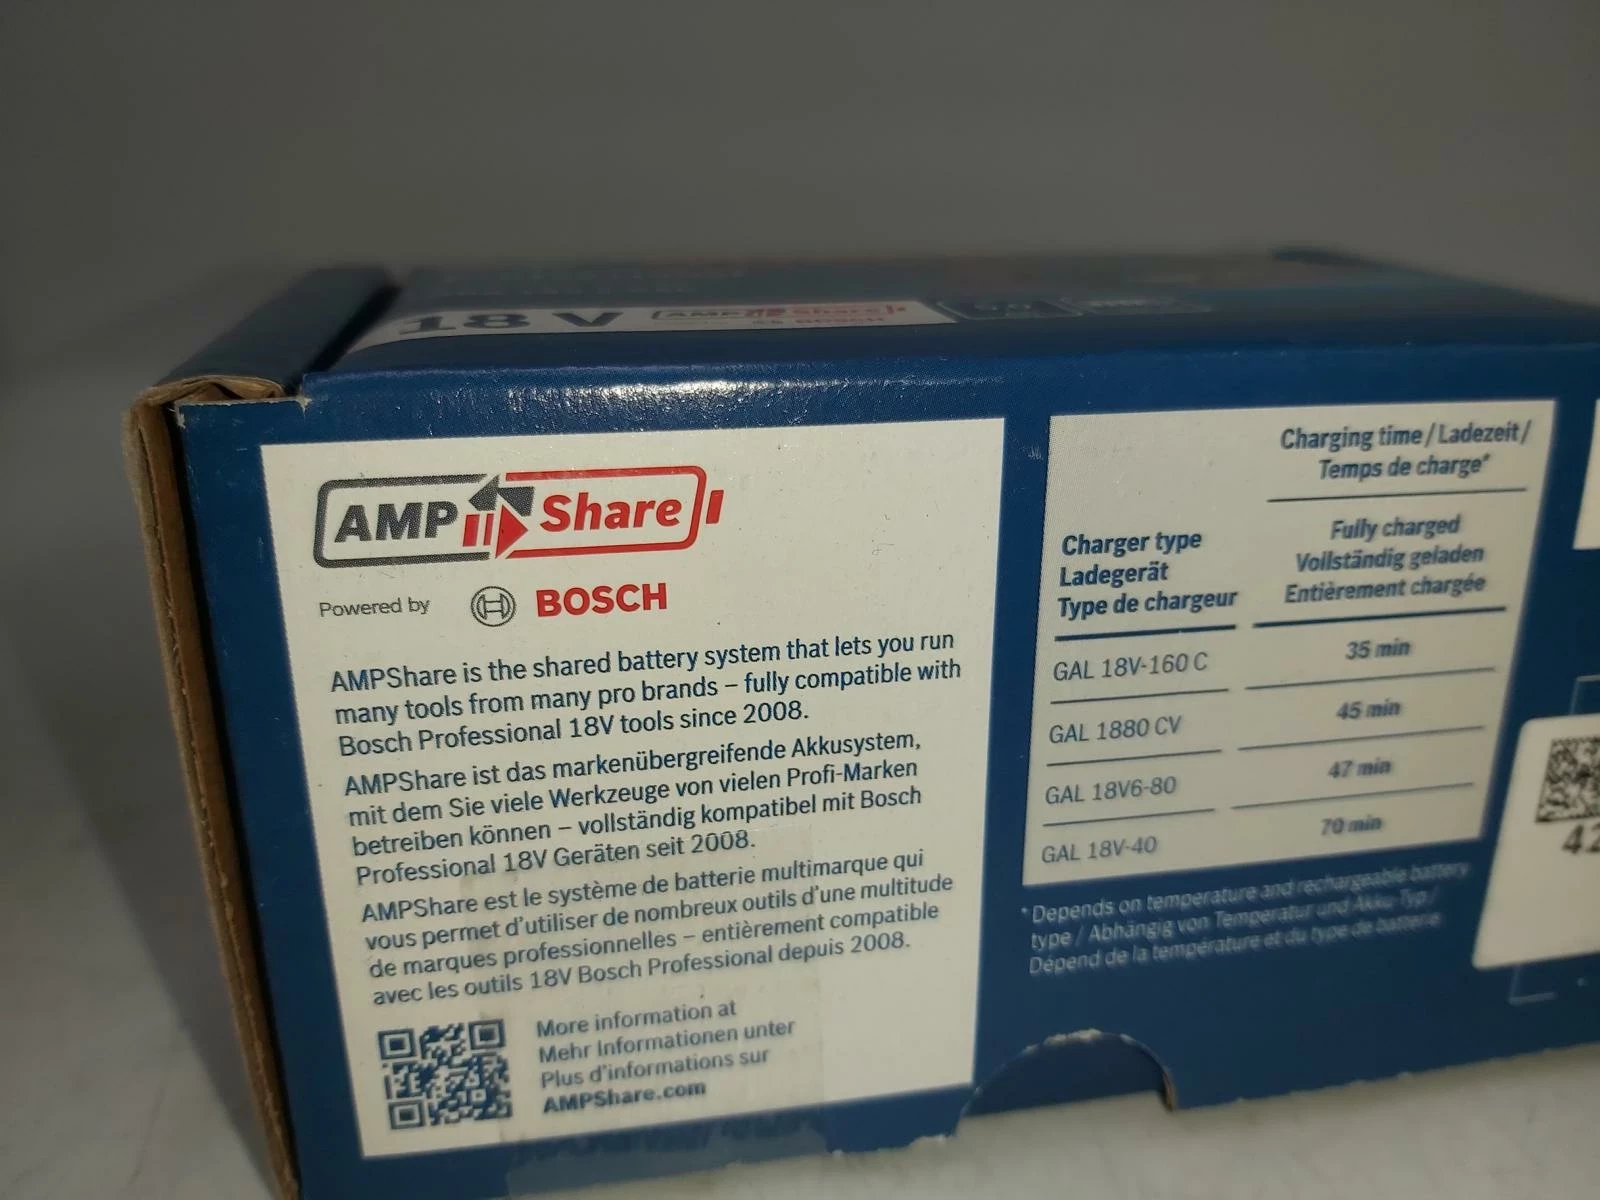 18 V AMPShare
BOSCH
AMP Share
Powered by BOSCH
AMPShare is the shared battery system that lets you run
many tools from many pro brands – fully compatible with
Bosch Professional 18V tools since 2008.
AMPShare ist das markenübergreifende Akkusystem,
mit dem Sie viele Werkzeuge von vielen Profi-Marken
betreiben können – vollständig kompatibel mit Bosch
Professional 18V Geräten seit 2008.
AMPShare est le système de batterie multimarque qui
vous permet d'utiliser de nombreux outils d'une multitude
de marques professionnelles – entièrement compatible
avec les outils 18V Bosch Professional depuis 2008.
More information at
Mehr Informationen unter
Plus d'informations sur
AMPShare.com
Charging time / Ladezeit /
Temps de charge*
Charger type
Ladegerät
Type de chargeur
Fully charged
Vollständig geladen
Entièrement chargée
GAL 18V-160 C 35 min
GAL 1880 CV 45 min
GAL 18V6-80 47 min
GAL 18V-40 70 min
* Depends on temperature and rechargeable battery
type / Abhängig von Temperatur und Akku-Typ /
Dépend de la température et du type de batterie
42